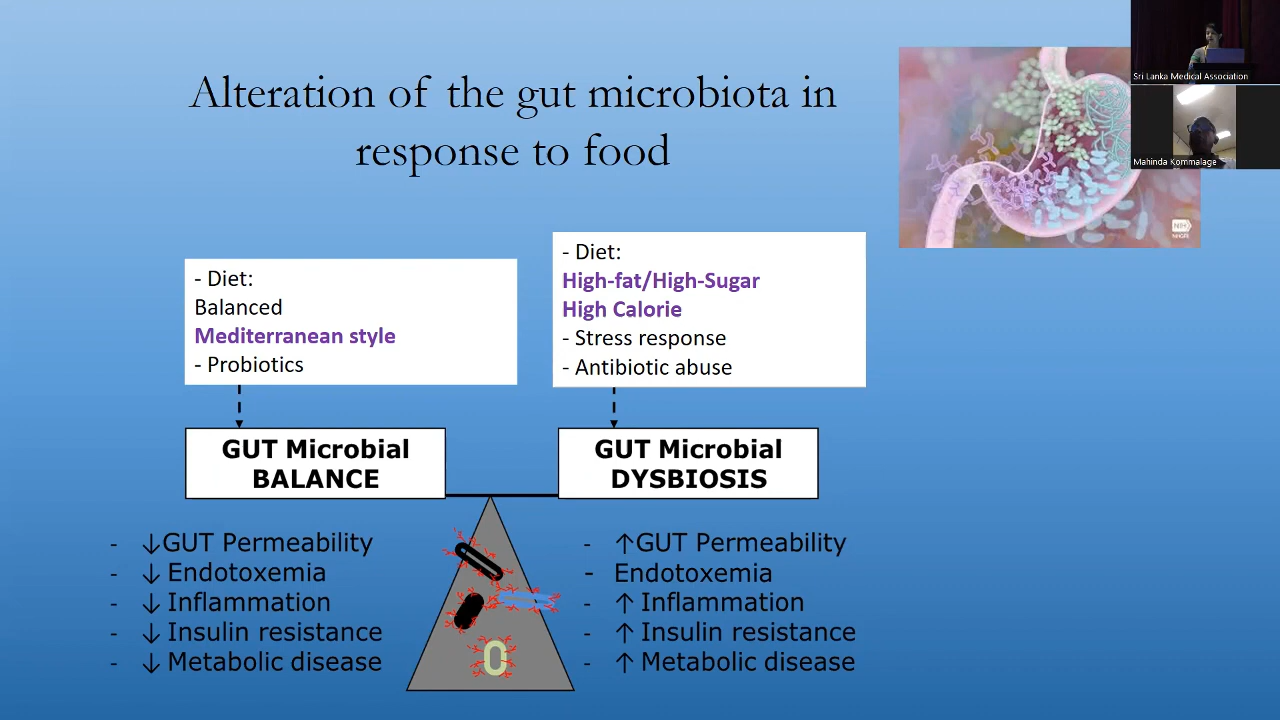 Alteration of the gut microbiota in
response to food
Sri Lanka Medical Association
Mahinda Kommalage
NIH
NHGRI
- Diet:
Balanced
Mediterranean style
- Probiotics
- Diet:
High-fat/High-Sugar
High Calorie
- Stress response
- Antibiotic abuse
GUT Microbial
BALANCE
GUT Microbial
DYSBIOSIS
- ↓GUT Permeability
- ↓ Endotoxemia
- ↓ Inflammation
- ↓ Insulin resistance
- ↓ Metabolic disease
- ↑GUT Permeability
- Endotoxemia
- ↑ Inflammation
- ↑ Insulin resistance
- ↑ Metabolic disease